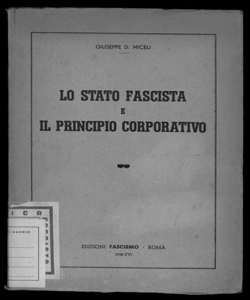 GIUSEPPE D. MICELI
LO STATO FASCISTA
E
IL PRINCIPIO CORPORATIVO
EDIZIONI FASCISMO - ROMA